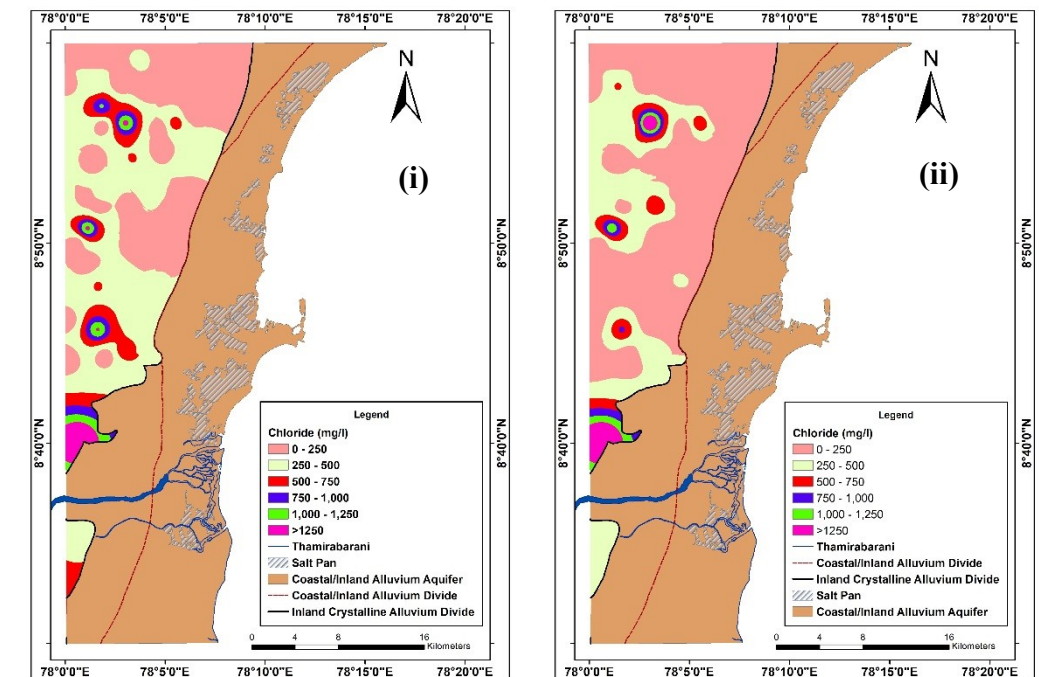 78°0'0"E 78°5'0"E 78°10'0"E 78°15'0"E 78°20'0"E
N
(i)
8°50'0"N
8°50'0"N
8°40'0"N
8°40'0"N
Legend
Chloride (mg/l)
0 - 250
250 - 500
500 - 750
750 - 1,000
1,000 - 1,250
>1250
Thamirabarani
Salt Pan
Coastal/Inland Alluvium Aquifer
Coastal/Inland Alluvium Divide
Inland Crystalline Alluvium Divide
0 4 8 16
Kilometers
78°0'0"E 78°5'0"E 78°10'0"E 78°15'0"E 78°20'0"E
78°0'0"E 78°5'0"E 78°10'0"E 78°15'0"E 78°20'0"E
N
(ii)
8°50'0"N
8°50'0"N
8°40'0"N
8°40'0"N
Legend
Chloride (mg/l)
0 - 250
250 - 500
500 - 750
750 - 1,000
1,000 - 1,250
>1250
Thamirabarani
Coastal/Inland Alluvium Divide
Inland Crystalline Alluvium Divide
Salt Pan
Coastal/Inland Alluvium Aquifer
0 4 8 16
Kilometers
78°0'0"E 78°5'0"E 78°10'0"E 78°15'0"E 78°20'0"E